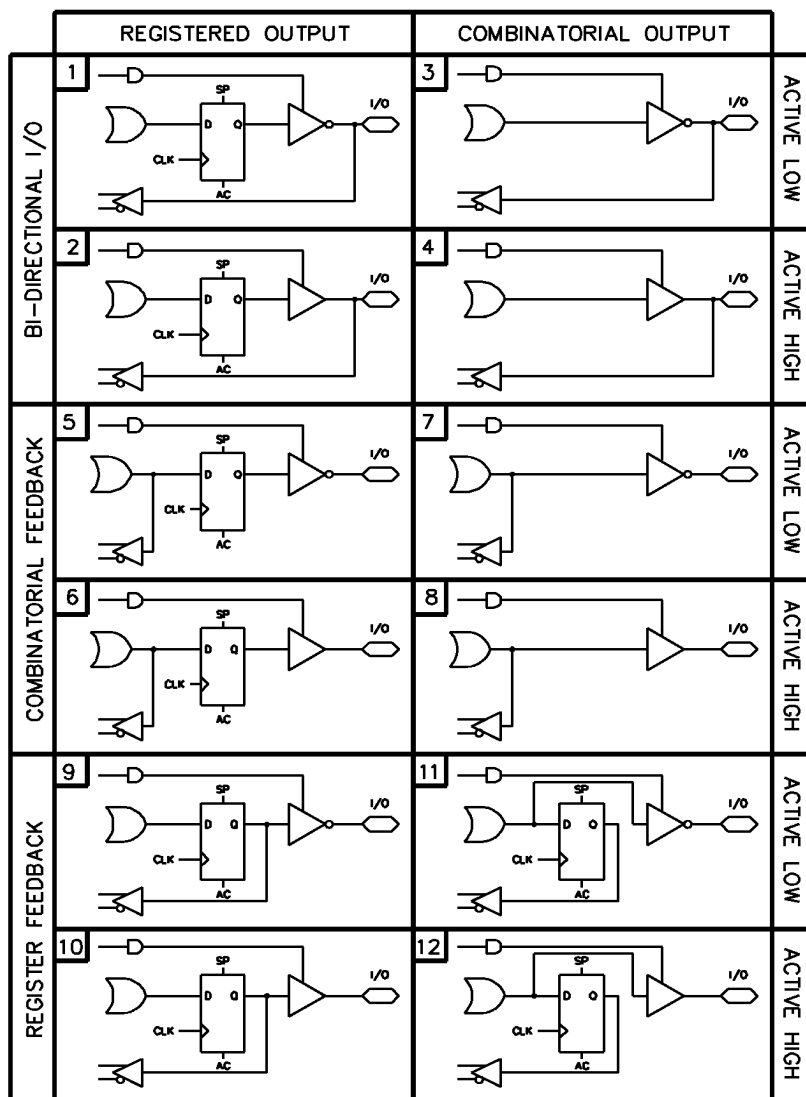 REGISTERED OUTPUT
COMBINATORIAL OUTPUT
BI-DIRECTIONAL I/O
1
SP
D Q
CLK
AC
I/O
3
I/O
ACTIVE LOW
2
SP
D Q
CLK
AC
I/O
4
I/O
ACTIVE HIGH
COMBINATORIAL FEEDBACK
5
SP
D Q
CLK
AC
I/O
7
I/O
ACTIVE LOW
6
SP
D Q
CLK
AC
I/O
8
I/O
ACTIVE HIGH
REGISTER FEEDBACK
9
SP
D Q
CLK
AC
I/O
11
SP
D Q
CLK
AC
I/O
ACTIVE LOW
10
SP
D Q
CLK
AC
I/O
12
SP
D Q
CLK
AC
I/O
ACTIVE HIGH